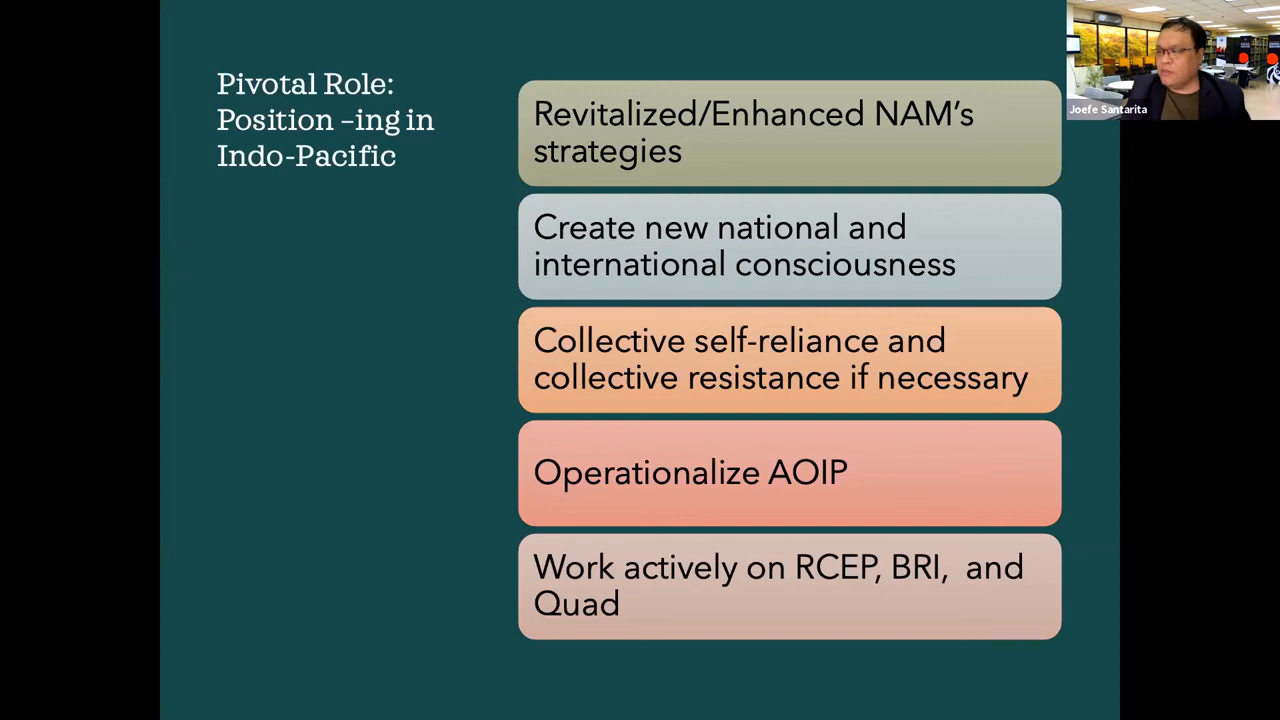 Pivotal Role:
Position –ing in
Indo-Pacific
Revitalized/Enhanced NAM's
strategies
Create new national and
international consciousness
Collective self-reliance and
collective resistance if necessary
Operationalize AOIP
Work actively on RCEP, BRI,  and
Quad
Joefe Santarita